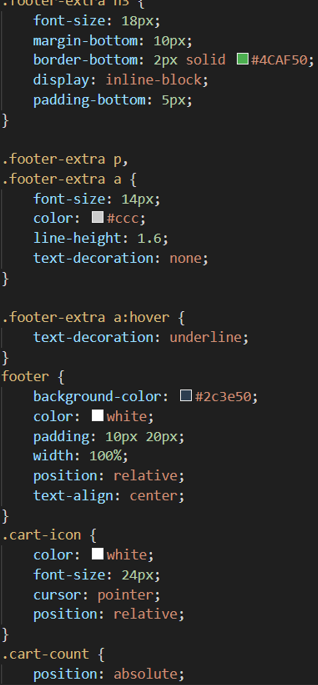 .footer-extra h3 {
    font-size: 18px;
    margin-bottom: 10px;
    border-bottom: 2px solid #4CAF50;
    display: inline-block;
    padding-bottom: 5px;
}

.footer-extra p,
.footer-extra a {
    font-size: 14px;
    color: #ccc;
    line-height: 1.6;
    text-decoration: none;
}

.footer-extra a:hover {
    text-decoration: underline;
}
footer {
    background-color: #2c3e50;
    color: white;
    padding: 10px 20px;
    width: 100%;
    position: relative;
    text-align: center;
}
.cart-icon {
    color: white;
    font-size: 24px;
    cursor: pointer;
    position: relative;
}
.cart-count {
    position: absolute;